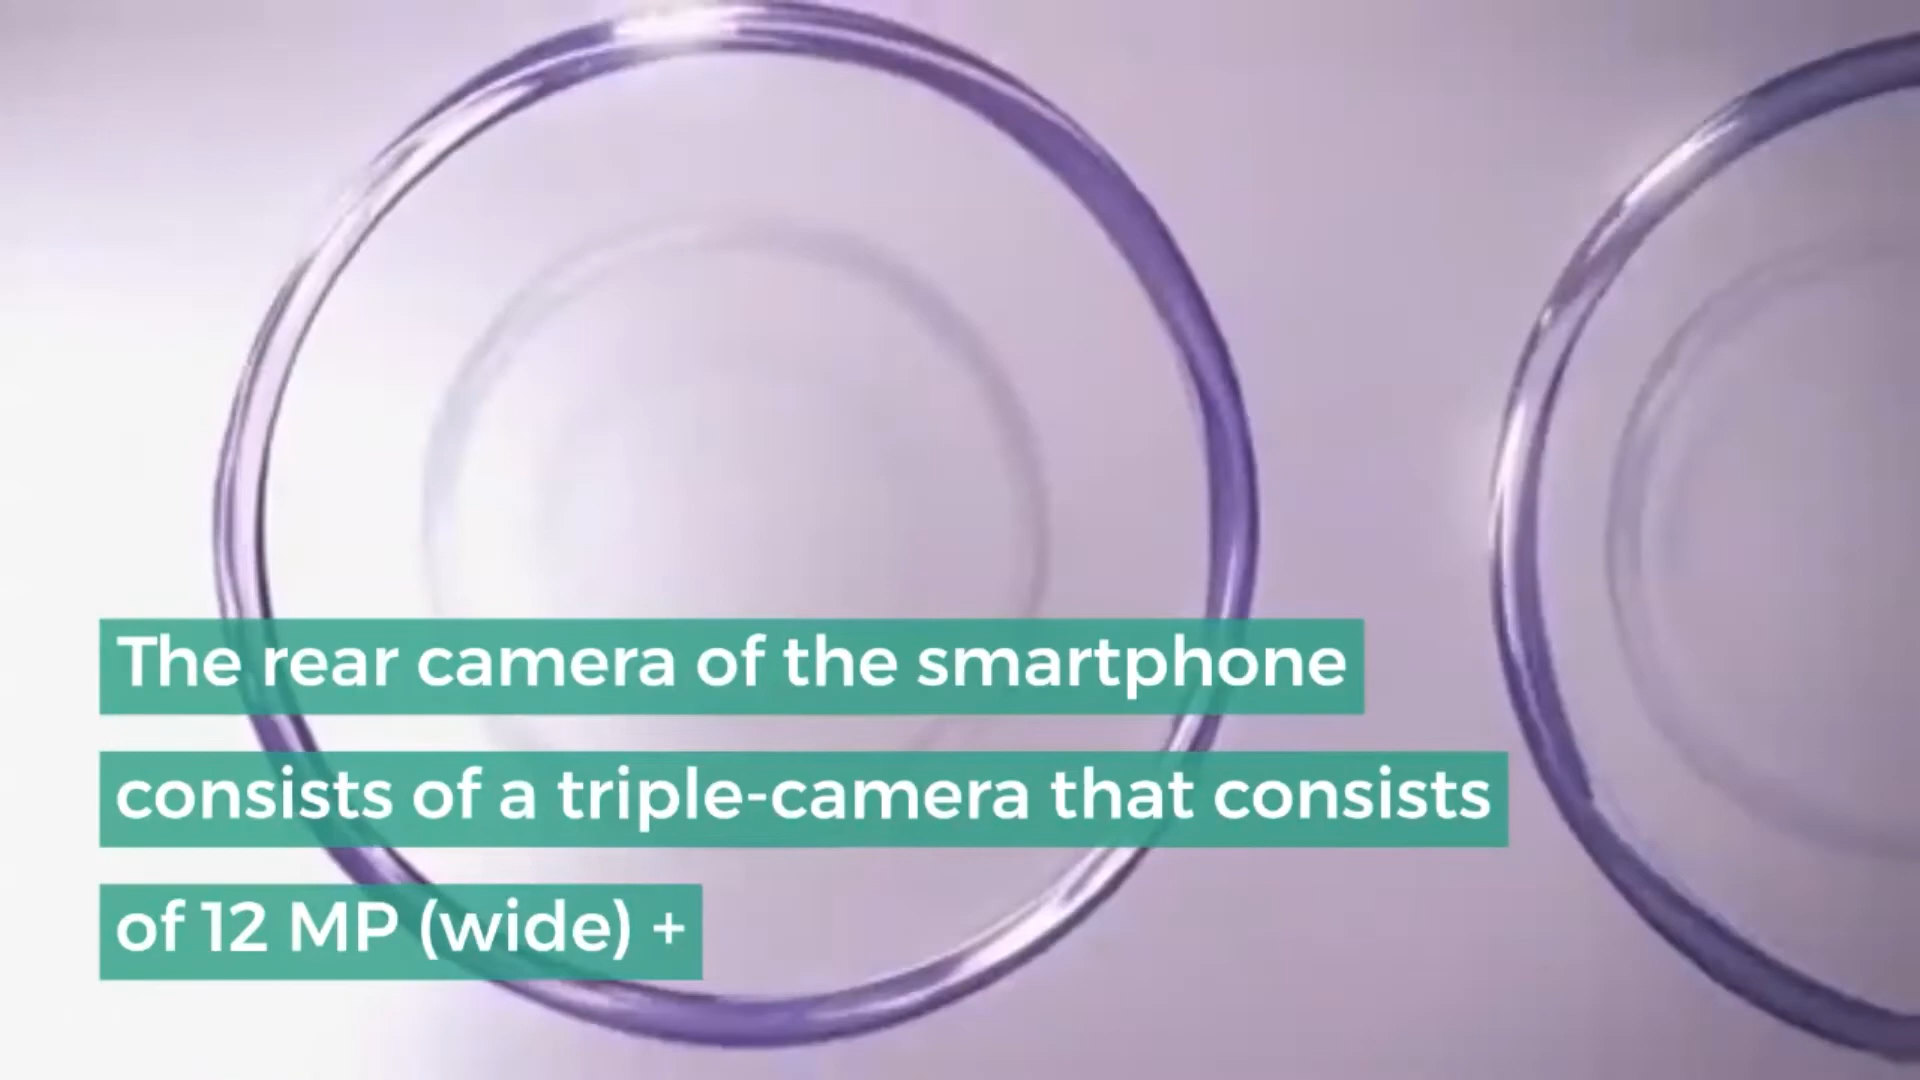 The rear camera of the smartphone
consists of a triple-camera that consists
of 12 MP (wide) +